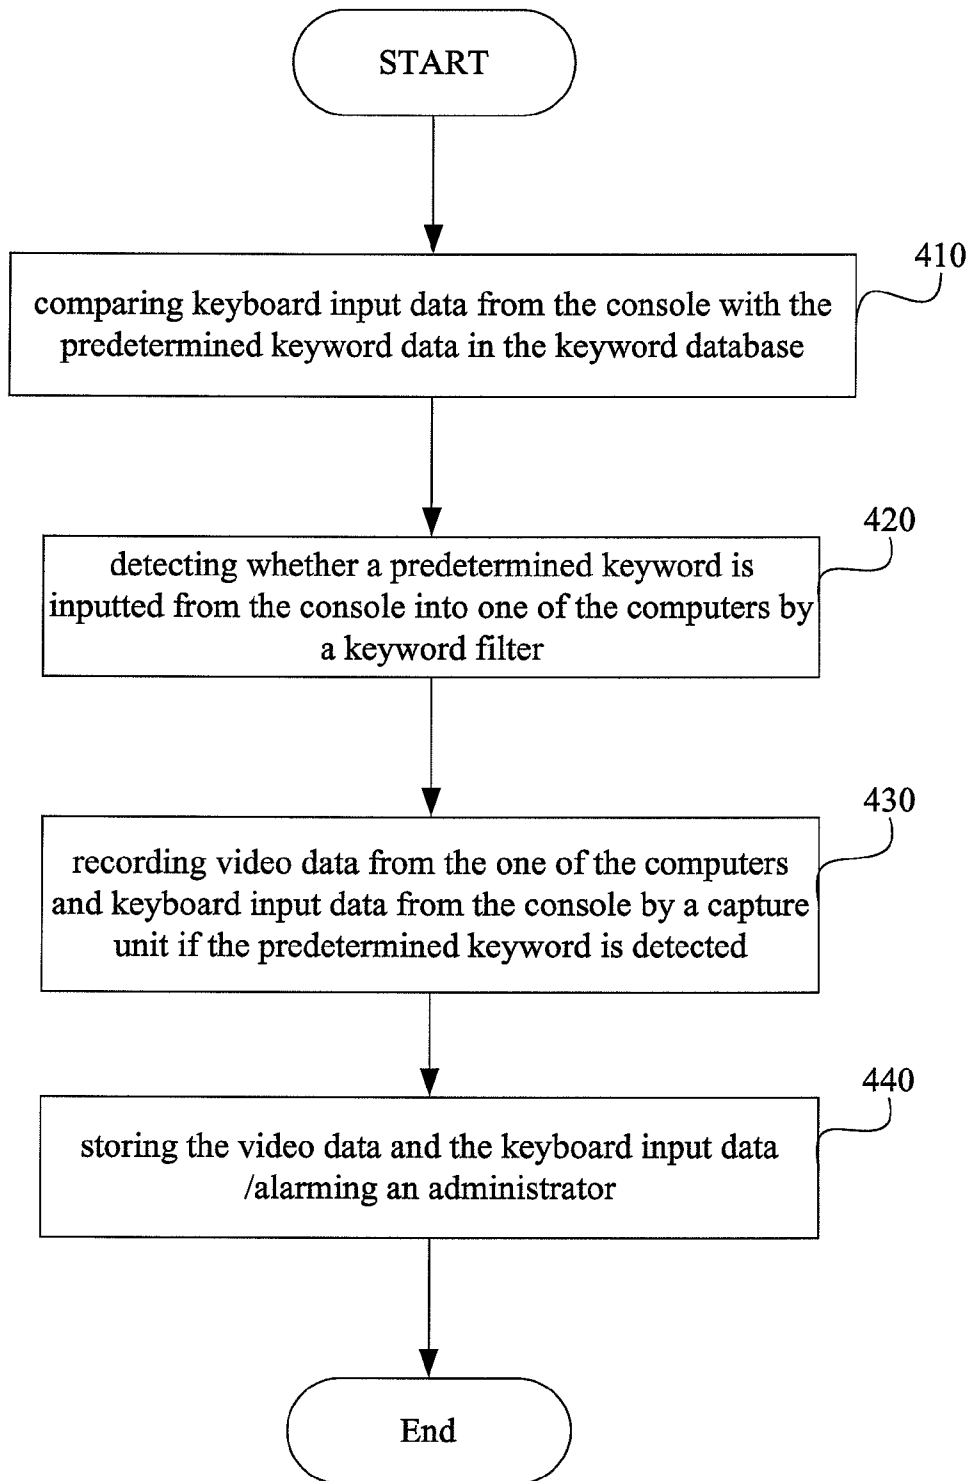 START
410
comparing keyboard input data from the console with the
predetermined keyword data in the keyword database
420
detecting whether a predetermined keyword is
inputted from the console into one of the computers by
a keyword filter
430
recording video data from the one of the computers
and keyboard input data from the console by a capture
unit if the predetermined keyword is detected
440
storing the video data and the keyboard input data
/alarming an administrator
End